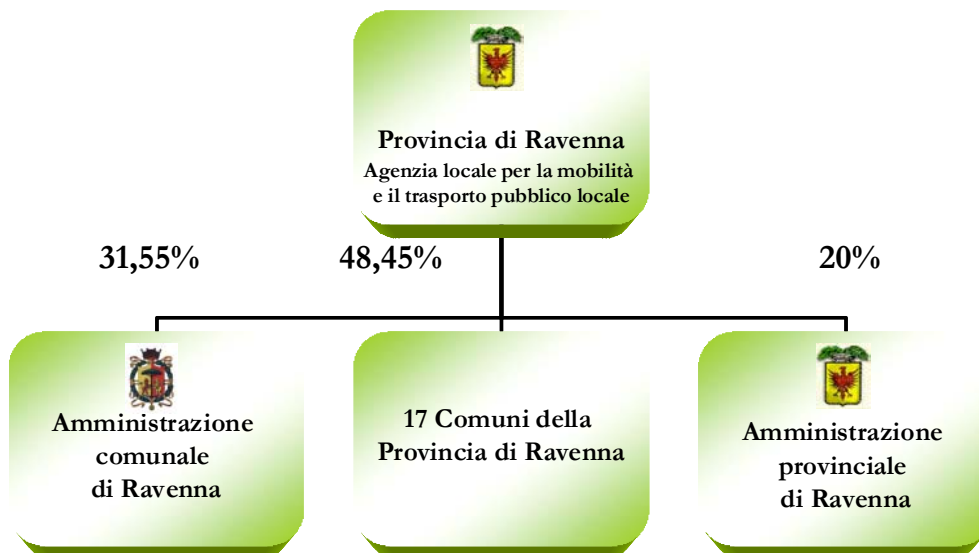 Provincia di Ravenna
Agenzia locale per la mobilità
e il trasporto pubblico locale
31,55%
48,45%
20%
Amministrazione
comunale
di Ravenna
17 Comuni della
Provincia di Ravenna
Amministrazione
provinciale
di Ravenna